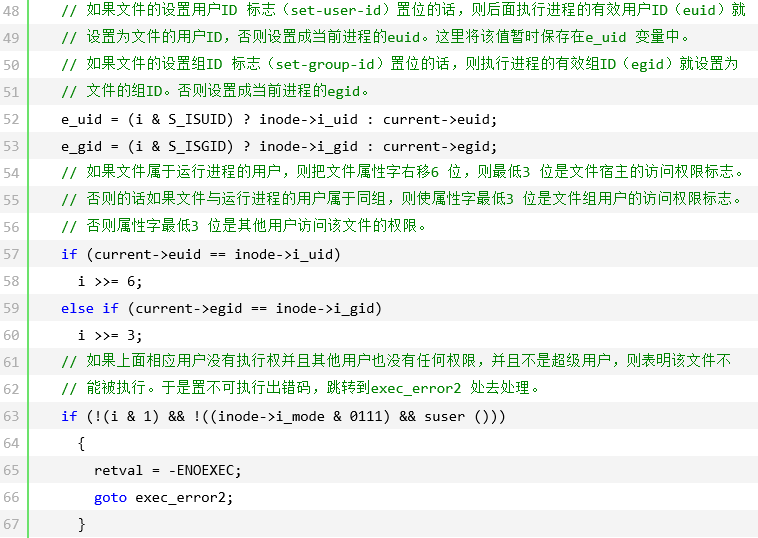 48 // 如果文件的设置用户ID 标志（set-user-id）置位的话，则后面执行进程的有效用户ID（euid）就
49 // 设置为文件的用户ID，否则设置成当前进程的euid。这里将该值暂时保存在e_uid 变量中。
50 // 如果文件的设置组ID 标志（set-group-id）置位的话，则执行进程的有效组ID（egid）就设置为
51 // 文件的组ID。否则设置成当前进程的egid。
52 e_uid = (i & S_ISUID) ? inode->i_uid : current->euid;
53 e_gid = (i & S_ISGID) ? inode->i_gid : current->egid;
54 // 如果文件属于运行进程的用户，则把文件属性字右移6 位，则最低3 位是文件宿主的访问权限标志。
55 // 否则的话如果文件与运行进程的用户属于同组，则使属性字最低3 位是文件组用户的访问权限标志。
56 // 否则属性字最低3 位是其他用户访问该文件的权限。
57 if (current->euid == inode->i_uid)
58 i >>= 6;
59 else if (current->egid == inode->i_gid)
60 i >>= 3;
61 // 如果上面相应用户没有执行权并且其他用户也没有任何权限，并且不是超级用户，则表明该文件不
62 // 能被执行。于是置不可执行出错码，跳转到exec_error2 处去处理。
63 if (!(i & 1) && !((inode->i_mode & 0111) && suser ()))
64 {
65 retval = -ENOEXEC;
66 goto exec_error2;
67 }